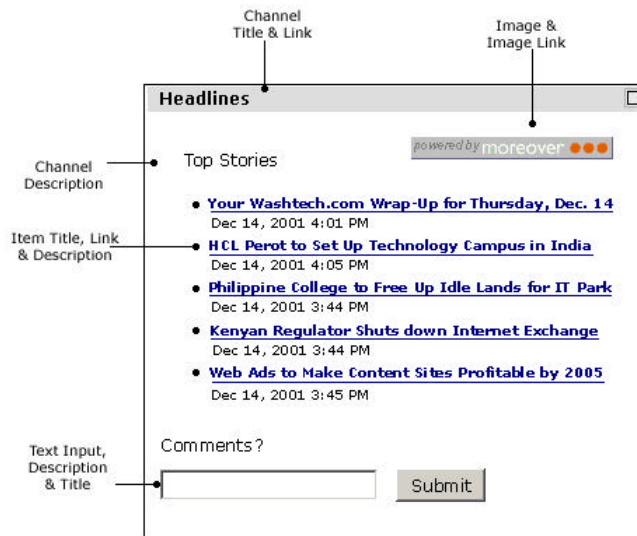 Channel
Title & Link
Image &
Image Link
Headlines
powered by moreover
Channel
Description
Top Stories
Your Washtech.com Wrap-Up for Thursday, Dec. 14
Dec 14, 2001 4:01 PM
Item Title, Link
& Description
HCL Perot to Set Up Technology Campus in India
Dec 14, 2001 4:05 PM
Philippine College to Free Up Idle Lands for IT Park
Dec 14, 2001 3:44 PM
Kenyan Regulator Shuts down Internet Exchange
Dec 14, 2001 3:44 PM
Web Ads to Make Content Sites Profitable by 2005
Dec 14, 2001 3:45 PM
Comments?
Text Input,
Description
& Title
Submit